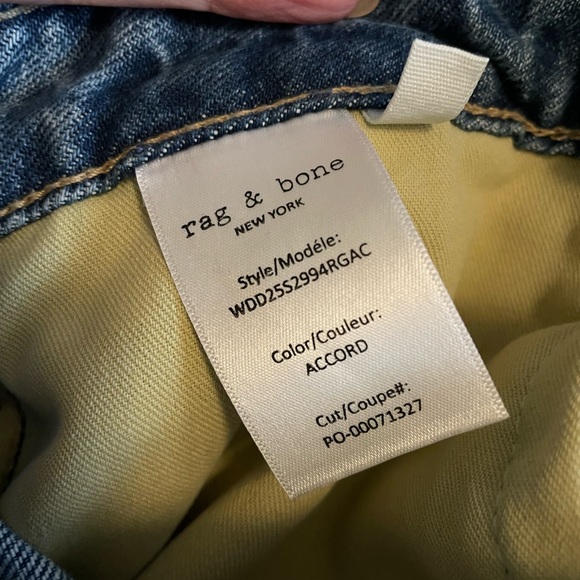 rag & bone
NEW YORK
Style/Modéle:
WDD25S2994RGAC
Color/Couleur:
ACCORD
Cut/Coupe#:
PO-00071327